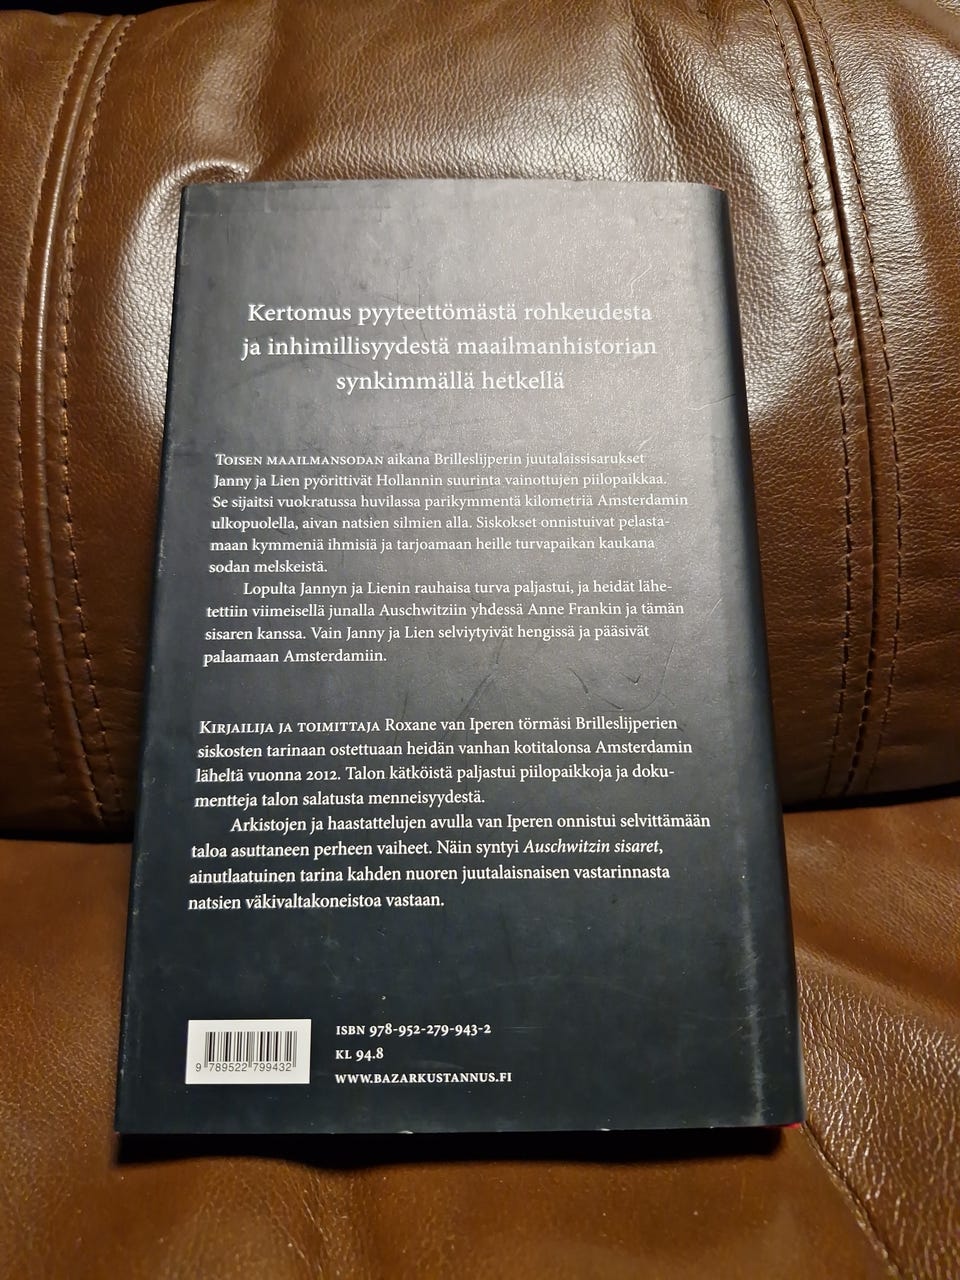 Kertomus pyyteettömästä rohkeudesta
ja inhimillisyydestä maailmanhistorian
synkimmällä hetkellä
TOISEN MAAILMANSODAN aikana Brilleslijperin juutalaissisarukset
Janny ja Lien pyörittivät Hollannin suurinta vainottujen piilopaikkaa.
Se sijaitsi vuokratussa huvilassa parikymmentä kilometriä Amsterdamin
ulkopuolella, aivan natsien silmien alla. Siskokset onnistuivat pelasta-
maan kymmeniä ihmisiä ja tarjoamaan heille turvapaikan kaukana
sodan melskeistä.
Lopulta Jannyn ja Lienin rauhaisa turva paljastui, ja heidät lähe-
tettiin viimeisellä junalla Auschwitziin yhdessä Anne Frankin ja tämän
sisaren kanssa. Vain Janny ja Lien selviytyivät hengissä ja pääsivät
palaamaan Amsterdamiin.
KIRJAILIJA JA TOIMITTAJA Roxane van Iperen törmäsi Brilleslijperien
siskosten tarinaan ostettuaan heidän vanhan kotitalonsa Amsterdamin
läheltä vuonna 2012. Talon kätköistä paljastui piilopaikkoja ja doku-
mentteja talon salatusta menneisyydestä.
Arkistojen ja haastattelujen avulla van Iperen onnistui selvittämään
taloa asuttaneen perheen vaiheet. Näin syntyi Auschwitzin sisaret,
ainutlaatuinen tarina kahden nuoren juutalaisnaisen vastarinnasta
natsien väkivaltakoneistoa vastaan.
ISBN 978-952-279-943-2
KL 94.8
WWW.BAZARKUSTANNUS.FI
9 789522 799432